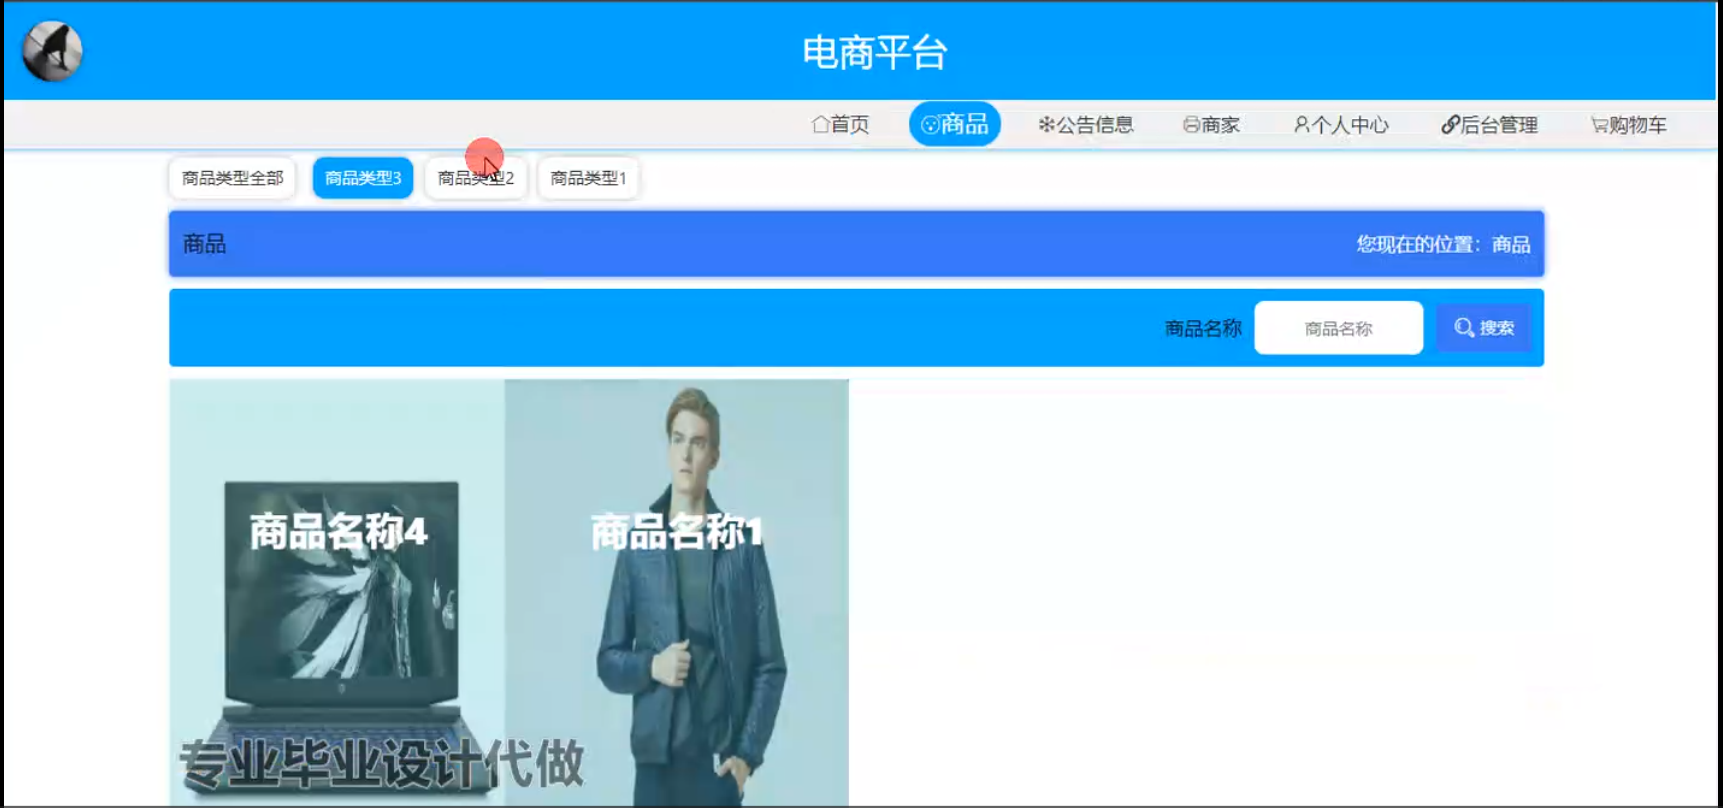 电商平台
首页 商品 公告信息 商家 个人中心 后台管理 购物车
商品类型全部 商品类型3 商品类型2 商品类型1
商品 您现在的位置：商品
商品名称 商品名称 搜索
商品名称4 商品名称1
专业毕业设计代做